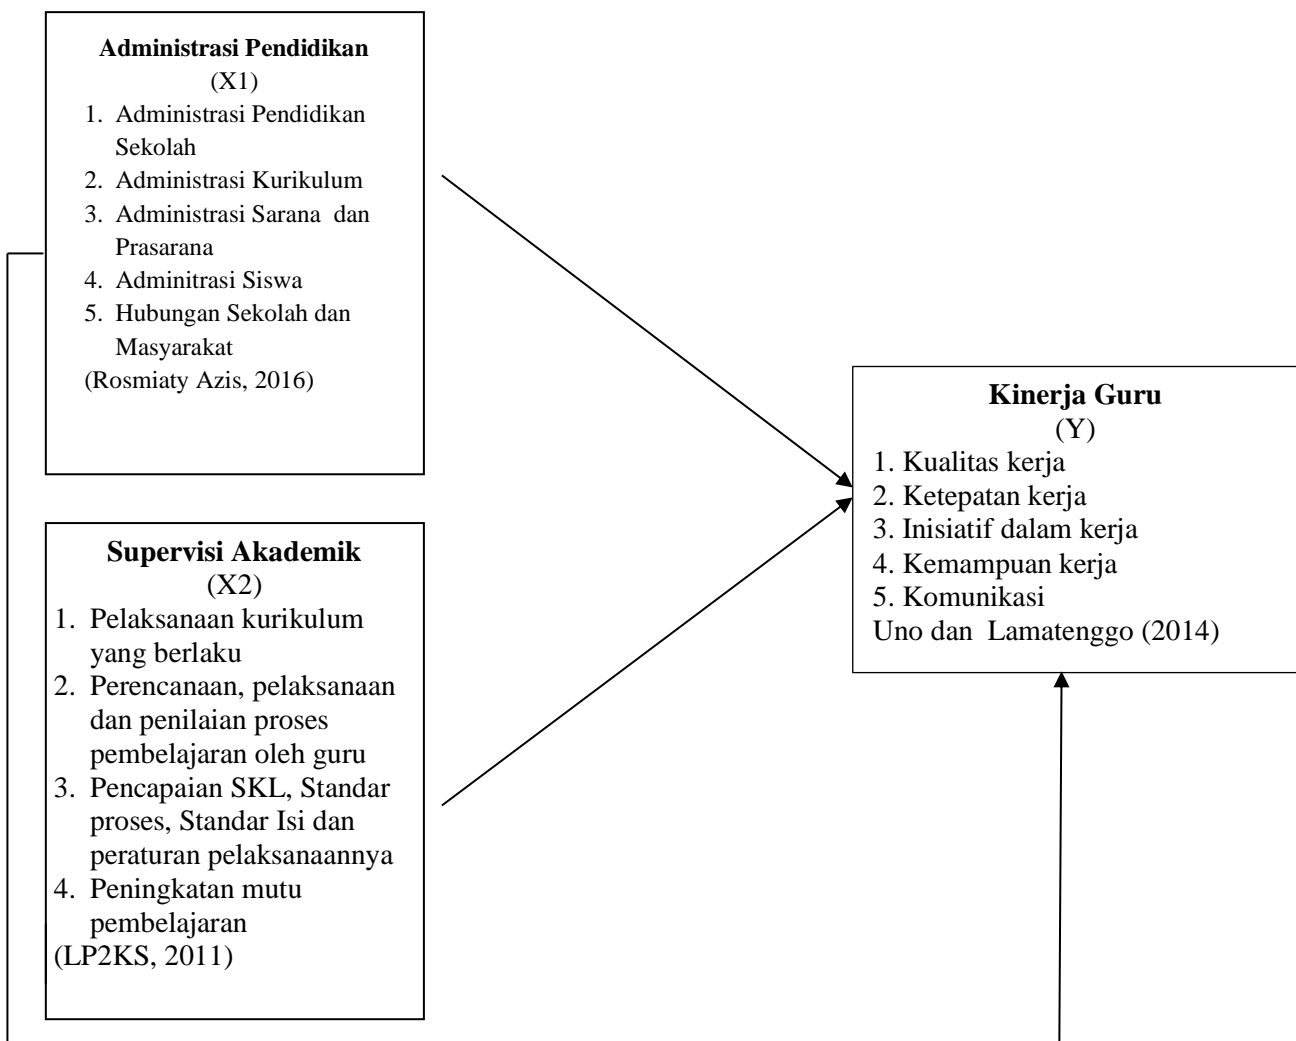 Administrasi Pendidikan
(X1)
1. Administrasi Pendidikan
Sekolah
2. Administrasi Kurikulum
3. Administrasi Sarana dan
Prasarana
4. Adminitrasi Siswa
5. Hubungan Sekolah dan
Masyarakat
(Rosmiaty Azis, 2016)
Supervisi Akademik
(X2)
1. Pelaksanaan kurikulum
yang berlaku
2. Perencanaan, pelaksanaan
dan penilaian proses
pembelajaran oleh guru
3. Pencapaian SKL, Standar
proses, Standar Isi dan
peraturan pelaksanaannya
4. Peningkatan mutu
pembelajaran
(LP2KS, 2011)
Kinerja Guru
(Y)
1. Kualitas kerja
2. Ketepatan kerja
3. Inisiatif dalam kerja
4. Kemampuan kerja
5. Komunikasi
Uno dan Lamatenggo (2014)